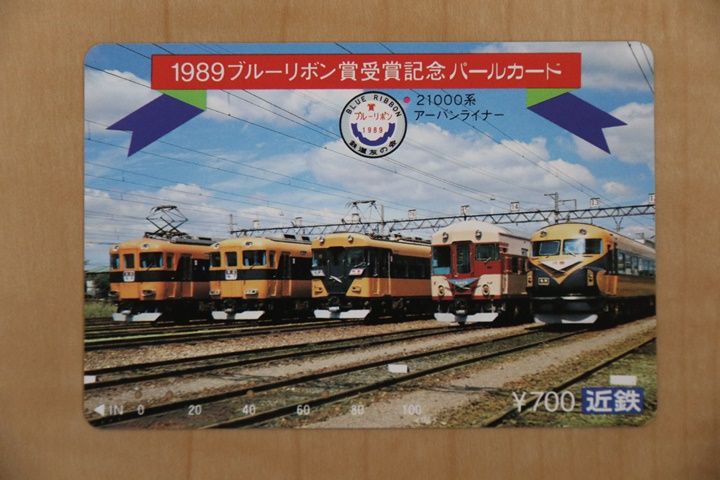 1989ブルーリボン賞受賞記念パールカード
BLUE RIBBON
賞
ブルーリボン
1989
鉄道友の会
21000系
アーバンライナー
IN 0 20 40 60 80 100
¥700 近鉄